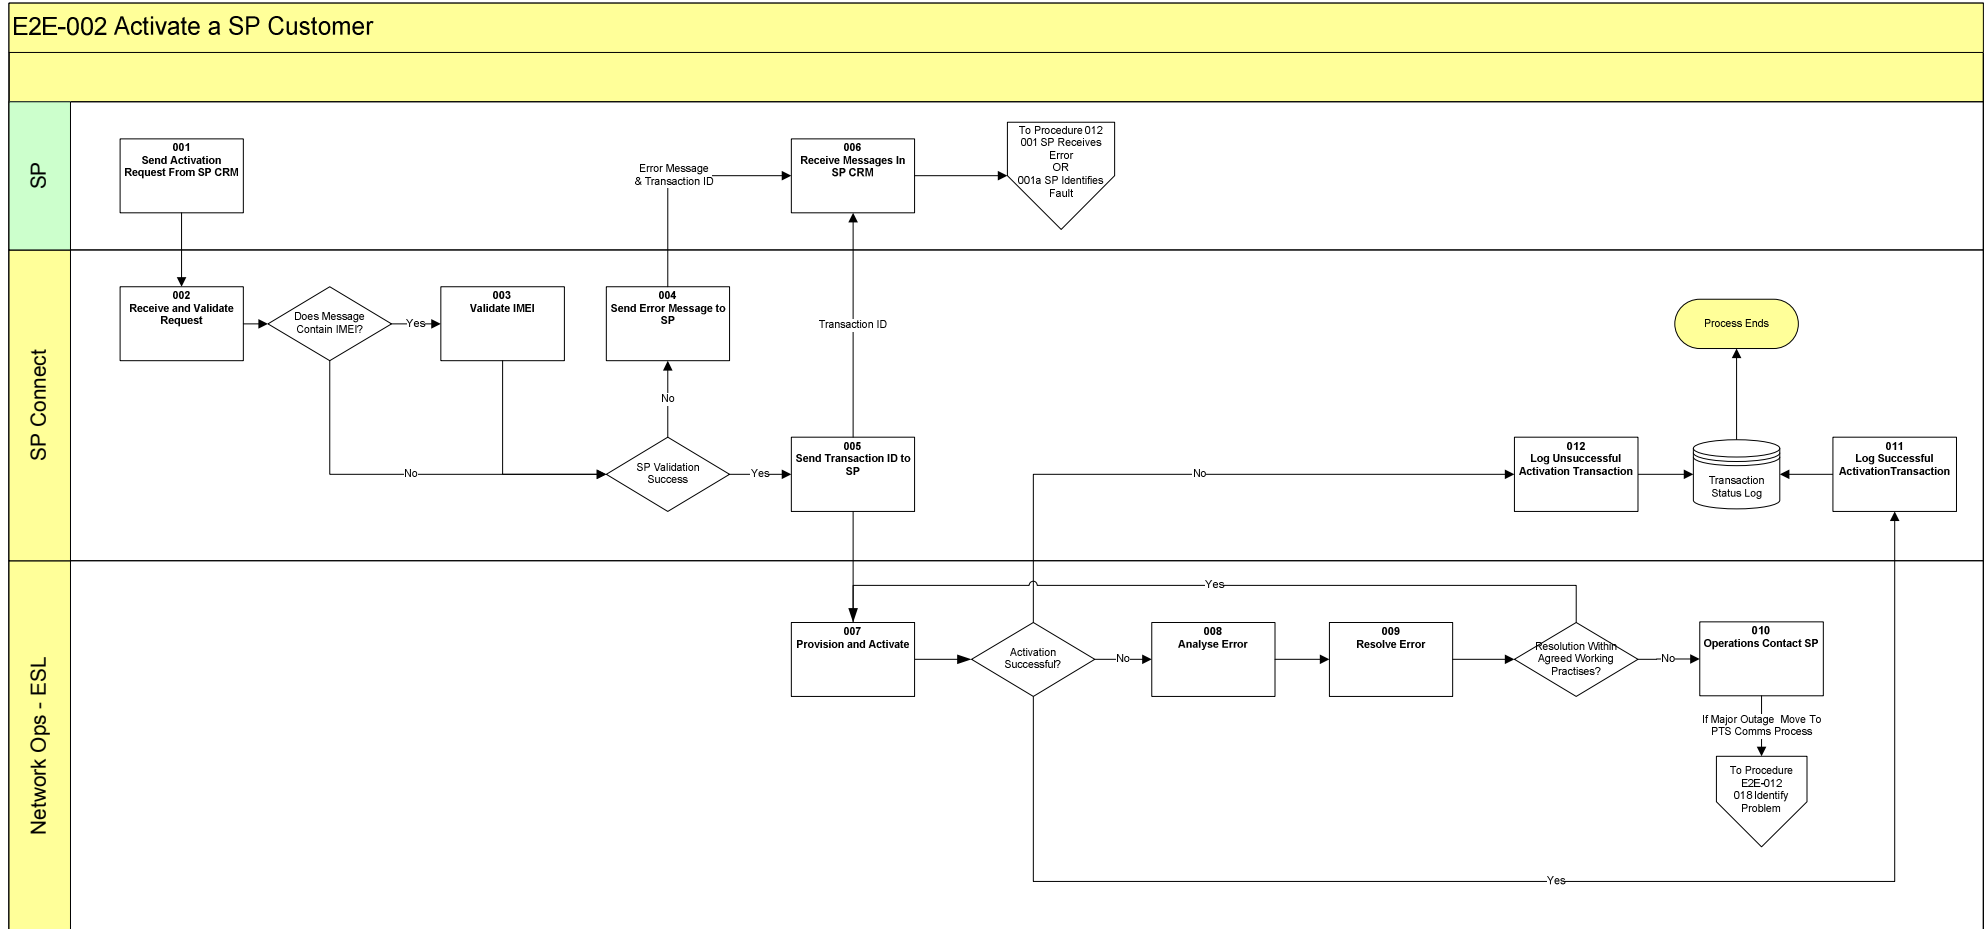 E2E-002 Activate a SP Customer
SP
001
Send Activation
Request From SP CRM
Error Message
& Transaction ID
006
Receive Messages In
SP CRM
To Procedure 012
001 SP Receives
Error
OR
001a SP Identifies
Fault
SP Connect
002
Receive and Validate
Request
Does Message
Contain IMEI?
Yes
003
Validate IMEI
004
Send Error Message to
SP
Transaction ID
Process Ends
No
No
SP Validation
Success
Yes
005
Send Transaction ID to
SP
No
012
Log Unsuccessful
Activation Transaction
Transaction
Status Log
011
Log Successful
ActivationTransaction
Network Ops - ESL
Yes
007
Provision and Activate
Activation
Successful?
No
008
Analyse Error
009
Resolve Error
Resolution Within
Agreed Working
Practises?
No
010
Operations Contact SP
If Major Outage  Move To
PTS Comms Process
To Procedure
E2E-012
018 Identify
Problem
Yes